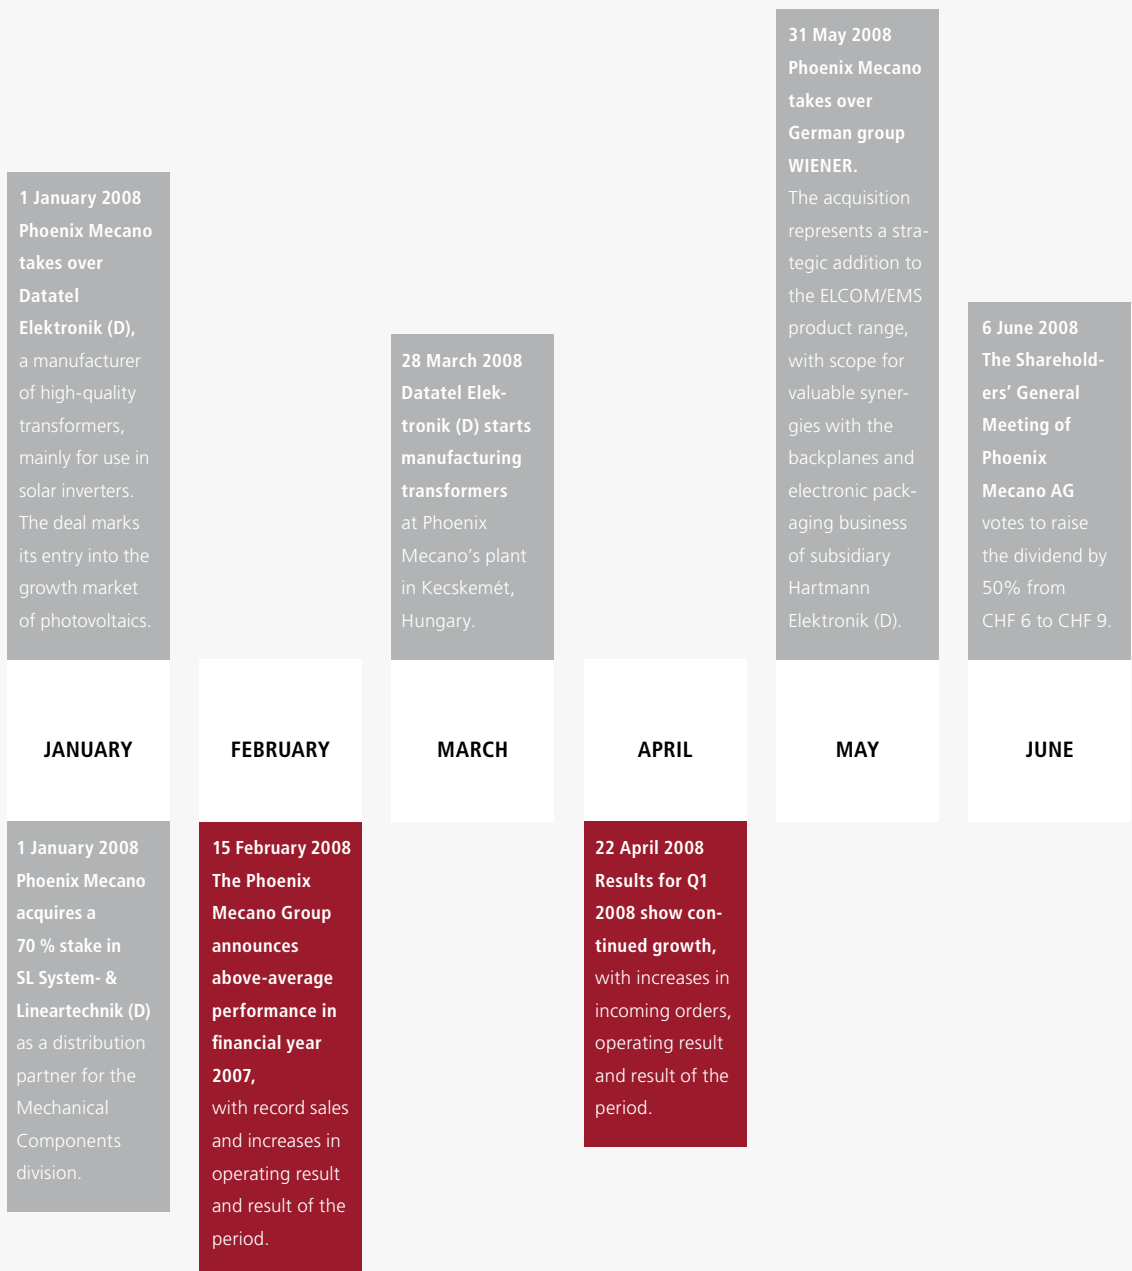 31 May 2008
Phoenix Mecano
takes over
German group
WIENER.
The acquisition
represents a stra-
tegic addition to
the ELCOM/EMS
product range,
with scope for
valuable syner-
gies with the
backplanes and
electronic pack-
aging business
of subsidiary
Hartmann
Elektronik (D).
1 January 2008
Phoenix Mecano
takes over
Datatel
Elektronik (D),
a manufacturer
of high-quality
transformers,
mainly for use in
solar inverters.
The deal marks
its entry into the
growth market
of photovoltaics.
28 March 2008
Datatel Elek-
tronik (D) starts
manufacturing
transformers
at Phoenix
Mecano’s plant
in Kecskemét,
Hungary.
6 June 2008
The Sharehold-
ers’ General
Meeting of
Phoenix
Mecano AG
votes to raise
the dividend by
50% from
CHF 6 to CHF 9.
JANUARY
FEBRUARY
MARCH
APRIL
MAY
JUNE
1 January 2008
Phoenix Mecano
acquires a
70 % stake in
SL System- &
Lineartechnik (D)
as a distribution
partner for the
Mechanical
Components
division.
15 February 2008
The Phoenix
Mecano Group
announces
above-average
performance in
financial year
2007,
with record sales
and increases in
operating result
and result of the
period.
22 April 2008
Results for Q1
2008 show con-
tinued growth,
with increases in
incoming orders,
operating result
and result of the
period.